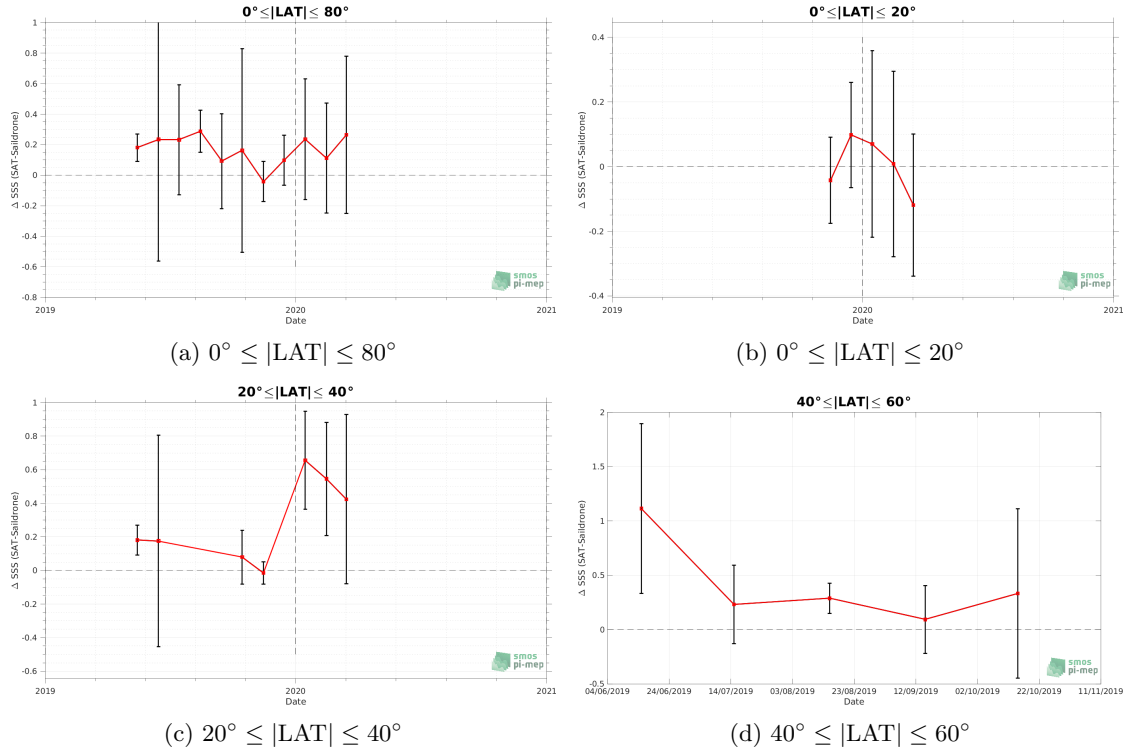 0°≤|LAT|≤ 80°
1
0.8
0.6
0.4
0.2
0
-0.2
-0.4
-0.6
-0.8
Δ SSS (SAT-Saildrone)
2019
2020
2021
Date
smos
pi-mep
(a) 0° ≤ |LAT| ≤ 80°
0°≤|LAT|≤ 20°
0.4
0.2
0
-0.2
-0.4
Δ SSS (SAT-Saildrone)
2019
2020
2021
Date
smos
pi-mep
(b) 0° ≤ |LAT| ≤ 20°
20°≤|LAT|≤ 40°
1
0.8
0.6
0.4
0.2
0
-0.2
-0.4
-0.6
Δ SSS (SAT-Saildrone)
2019
2020
2021
Date
smos
pi-mep
(c) 20° ≤ |LAT| ≤ 40°
40°≤|LAT|≤ 60°
2
1.5
1
0.5
0
-0.5
Δ SSS (SAT-Saildrone)
04/06/2019
24/06/2019
14/07/2019
03/08/2019
23/08/2019
12/09/2019
02/10/2019
22/10/2019
11/11/2019
Date
smos
pi-mep
(d) 40° ≤ |LAT| ≤ 60°